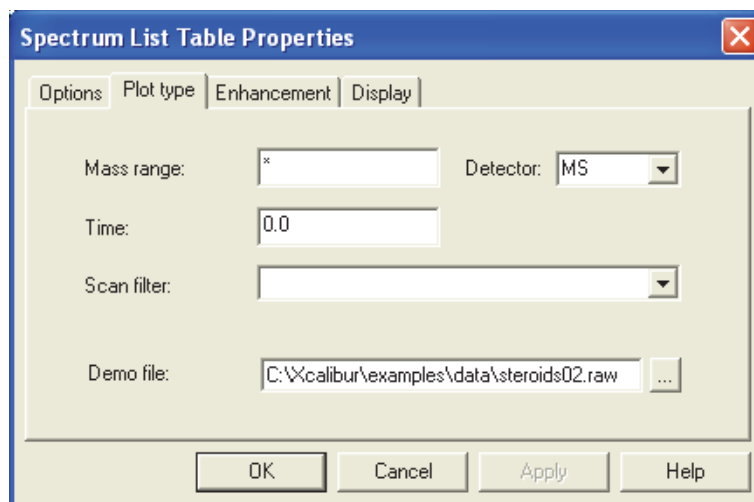 Spectrum List Table Properties
Options Plot type Enhancement Display
Mass range: * Detector: MS
Time: 0.0
Scan filter:
Demo file: C:\Xcalibur\examples\data\steroids02.raw ...
OK Cancel Apply Help